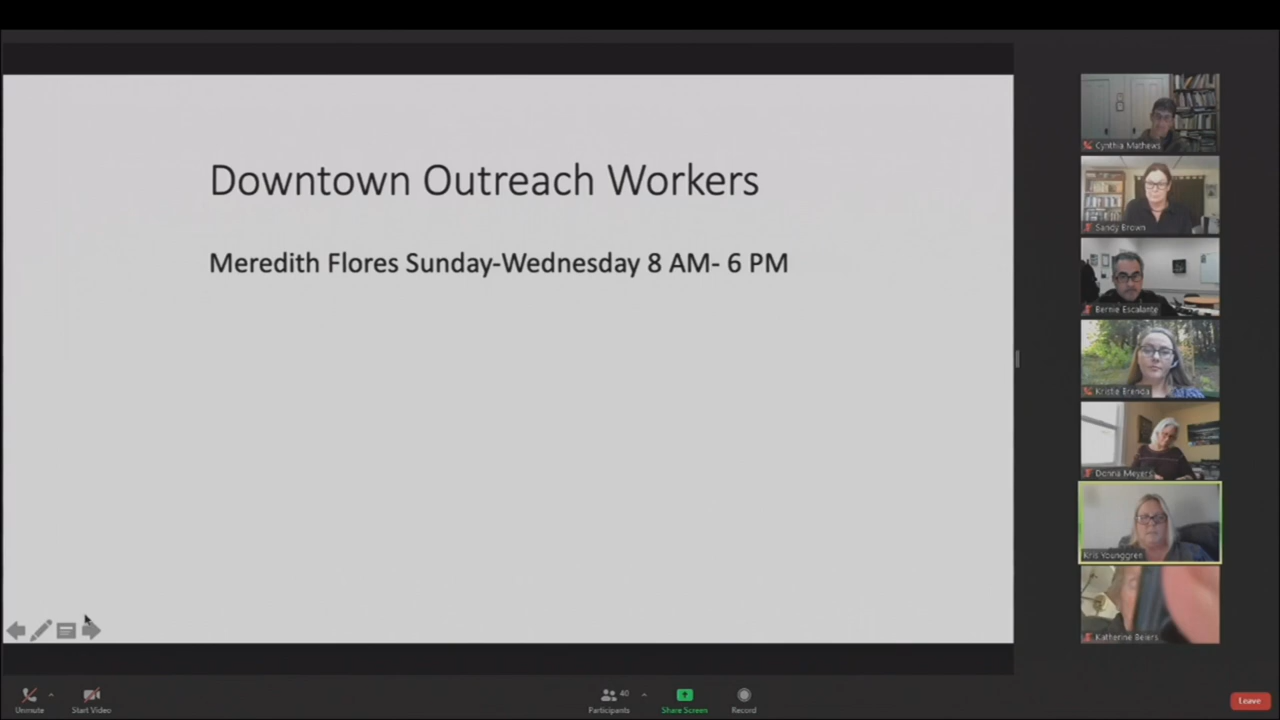 Downtown Outreach Workers
Meredith Flores Sunday-Wednesday 8 AM- 6 PM
Cynthia Mathews
Sandy Brown
Bernie Escalante
Kristie Brenda
Donna Meyers
Kris Younggren
Katherine Beiers
Unmute
Start Video
Participants
40
Share Screen
Record
Leave